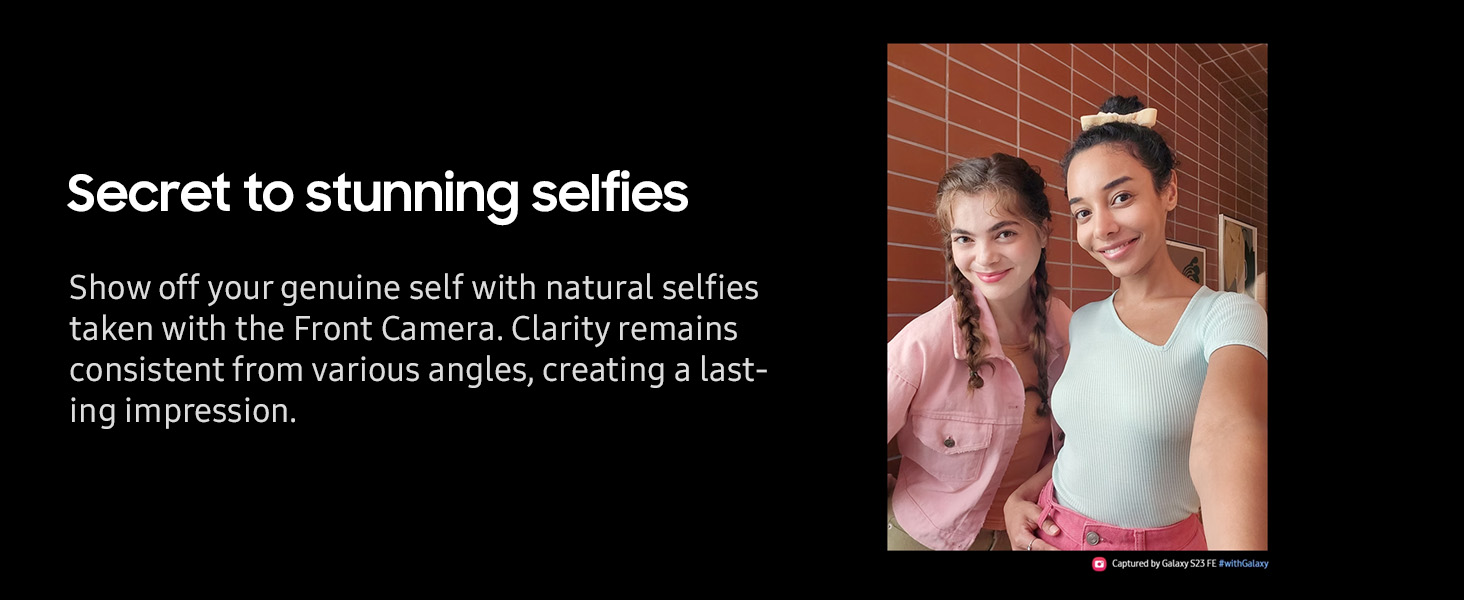 Secret to stunning selfies
Show off your genuine self with natural selfies
taken with the Front Camera. Clarity remains
consistent from various angles, creating a last-
ing impression.
Captured by Galaxy S23 FE #withGalaxy